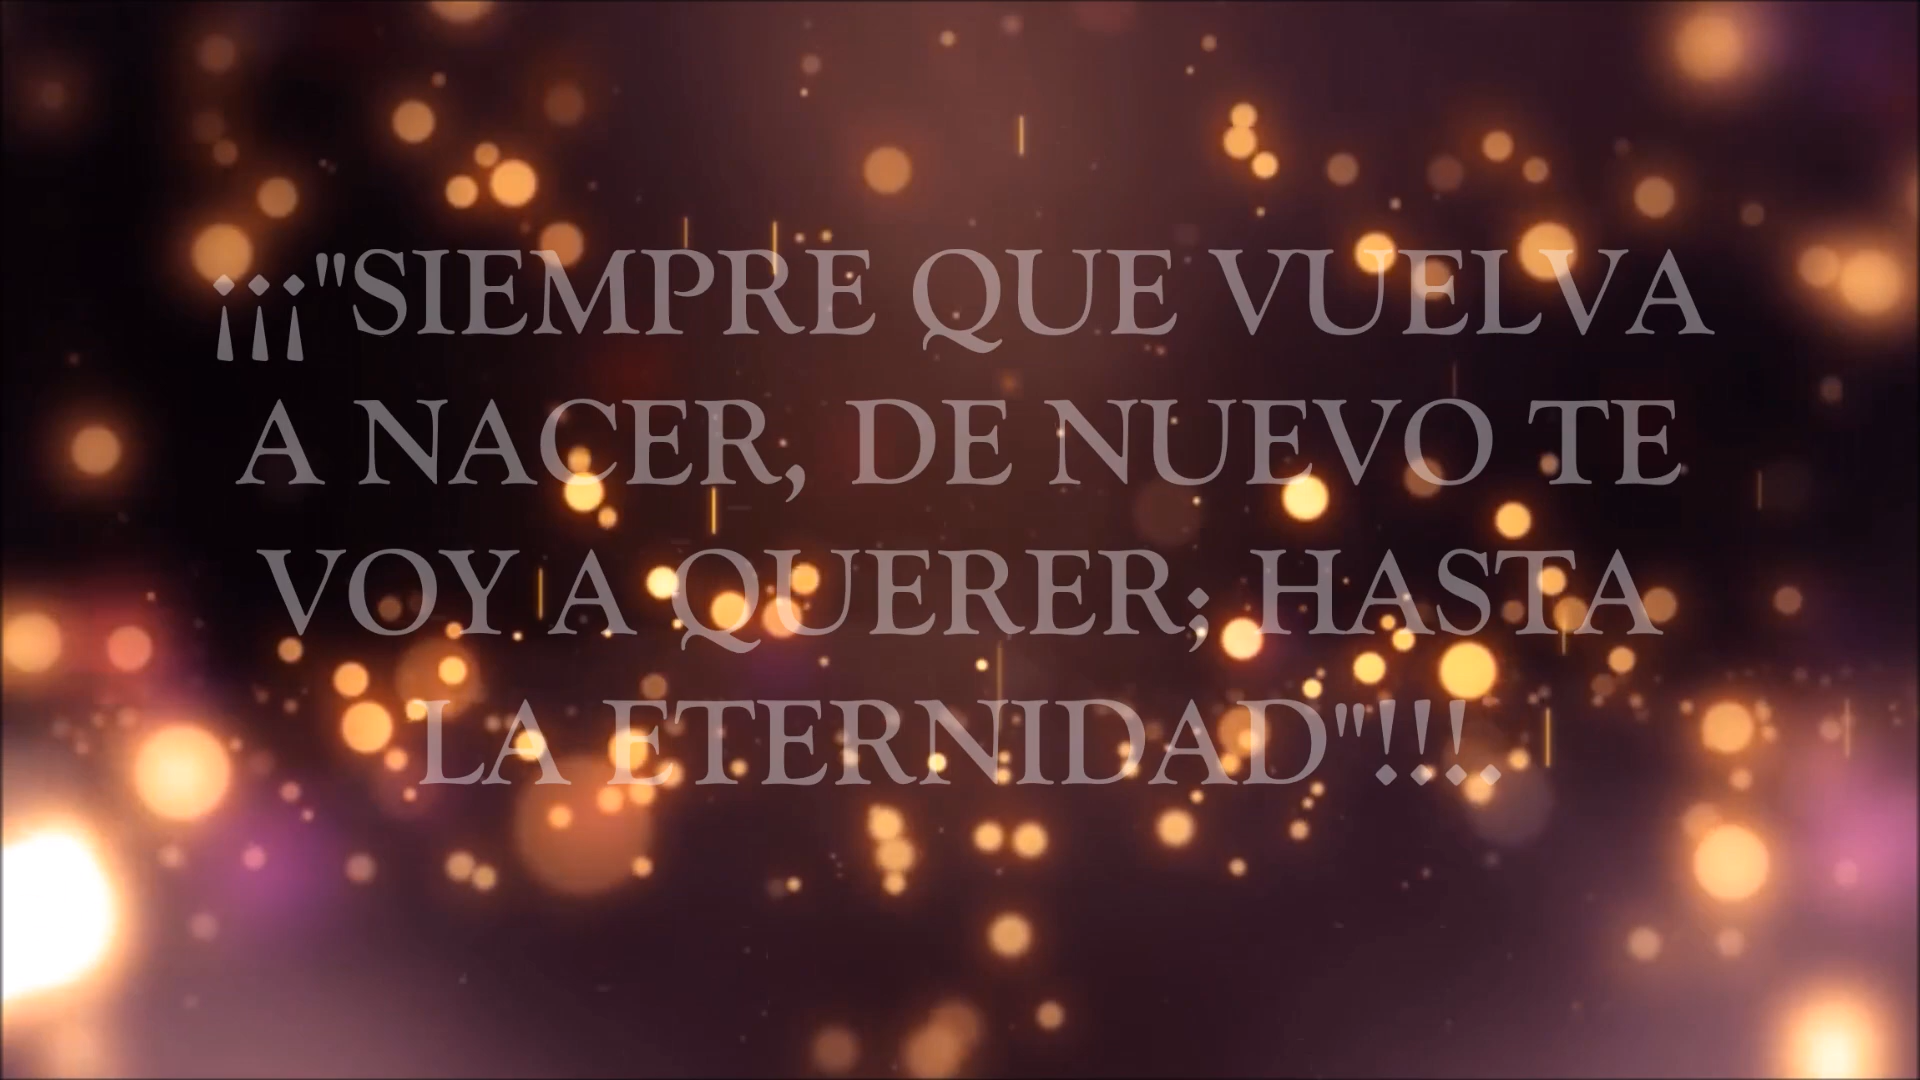 ¡¡¡"SIEMPRE QUE VUELVA
A NACER, DE NUEVO TE
VOY A QUERER; HASTA
LA ETERNIDAD"!!!.